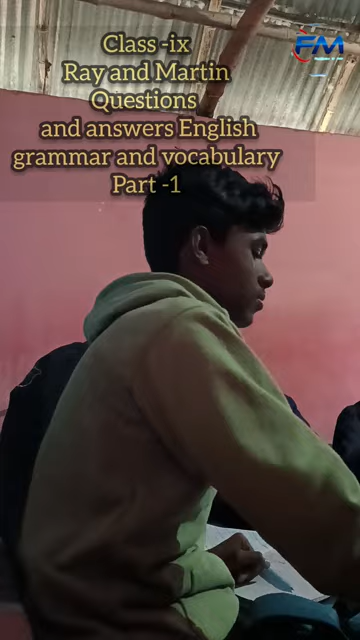 Class -ix
Ray and Martin
Questions
and answers English
grammar and vocabulary
Part -1
FM